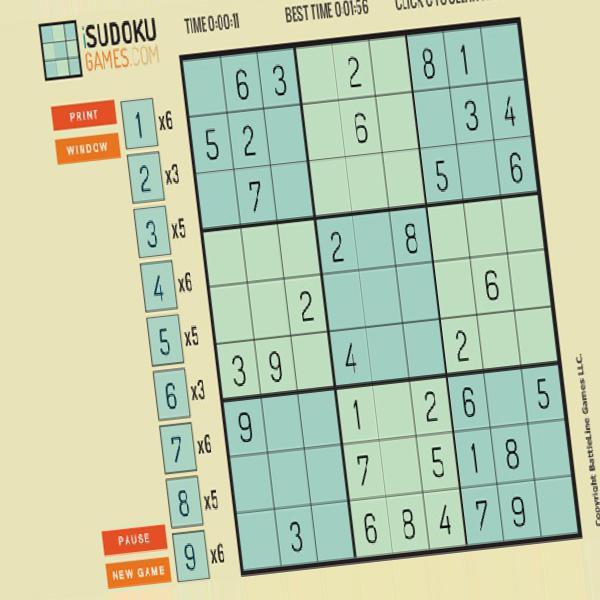 iSUDOKU
GAMES.COM
TIME 0:00:11
BEST TIME 0:01:56
PRINT
WINDOW
1 x6
2 x3
3 x5
4 x6
5 x5
6 x3
7 x6
8 x5
9 x6
PAUSE
NEW GAME
6 3 2 8 1
5 2 6 3 4
7 5 6
2 8
2 6
3 9 4 2
9 1 2 6 5
7 5 1 8
3 6 8 4 7 9
Copyright BattleLine Games LLC.